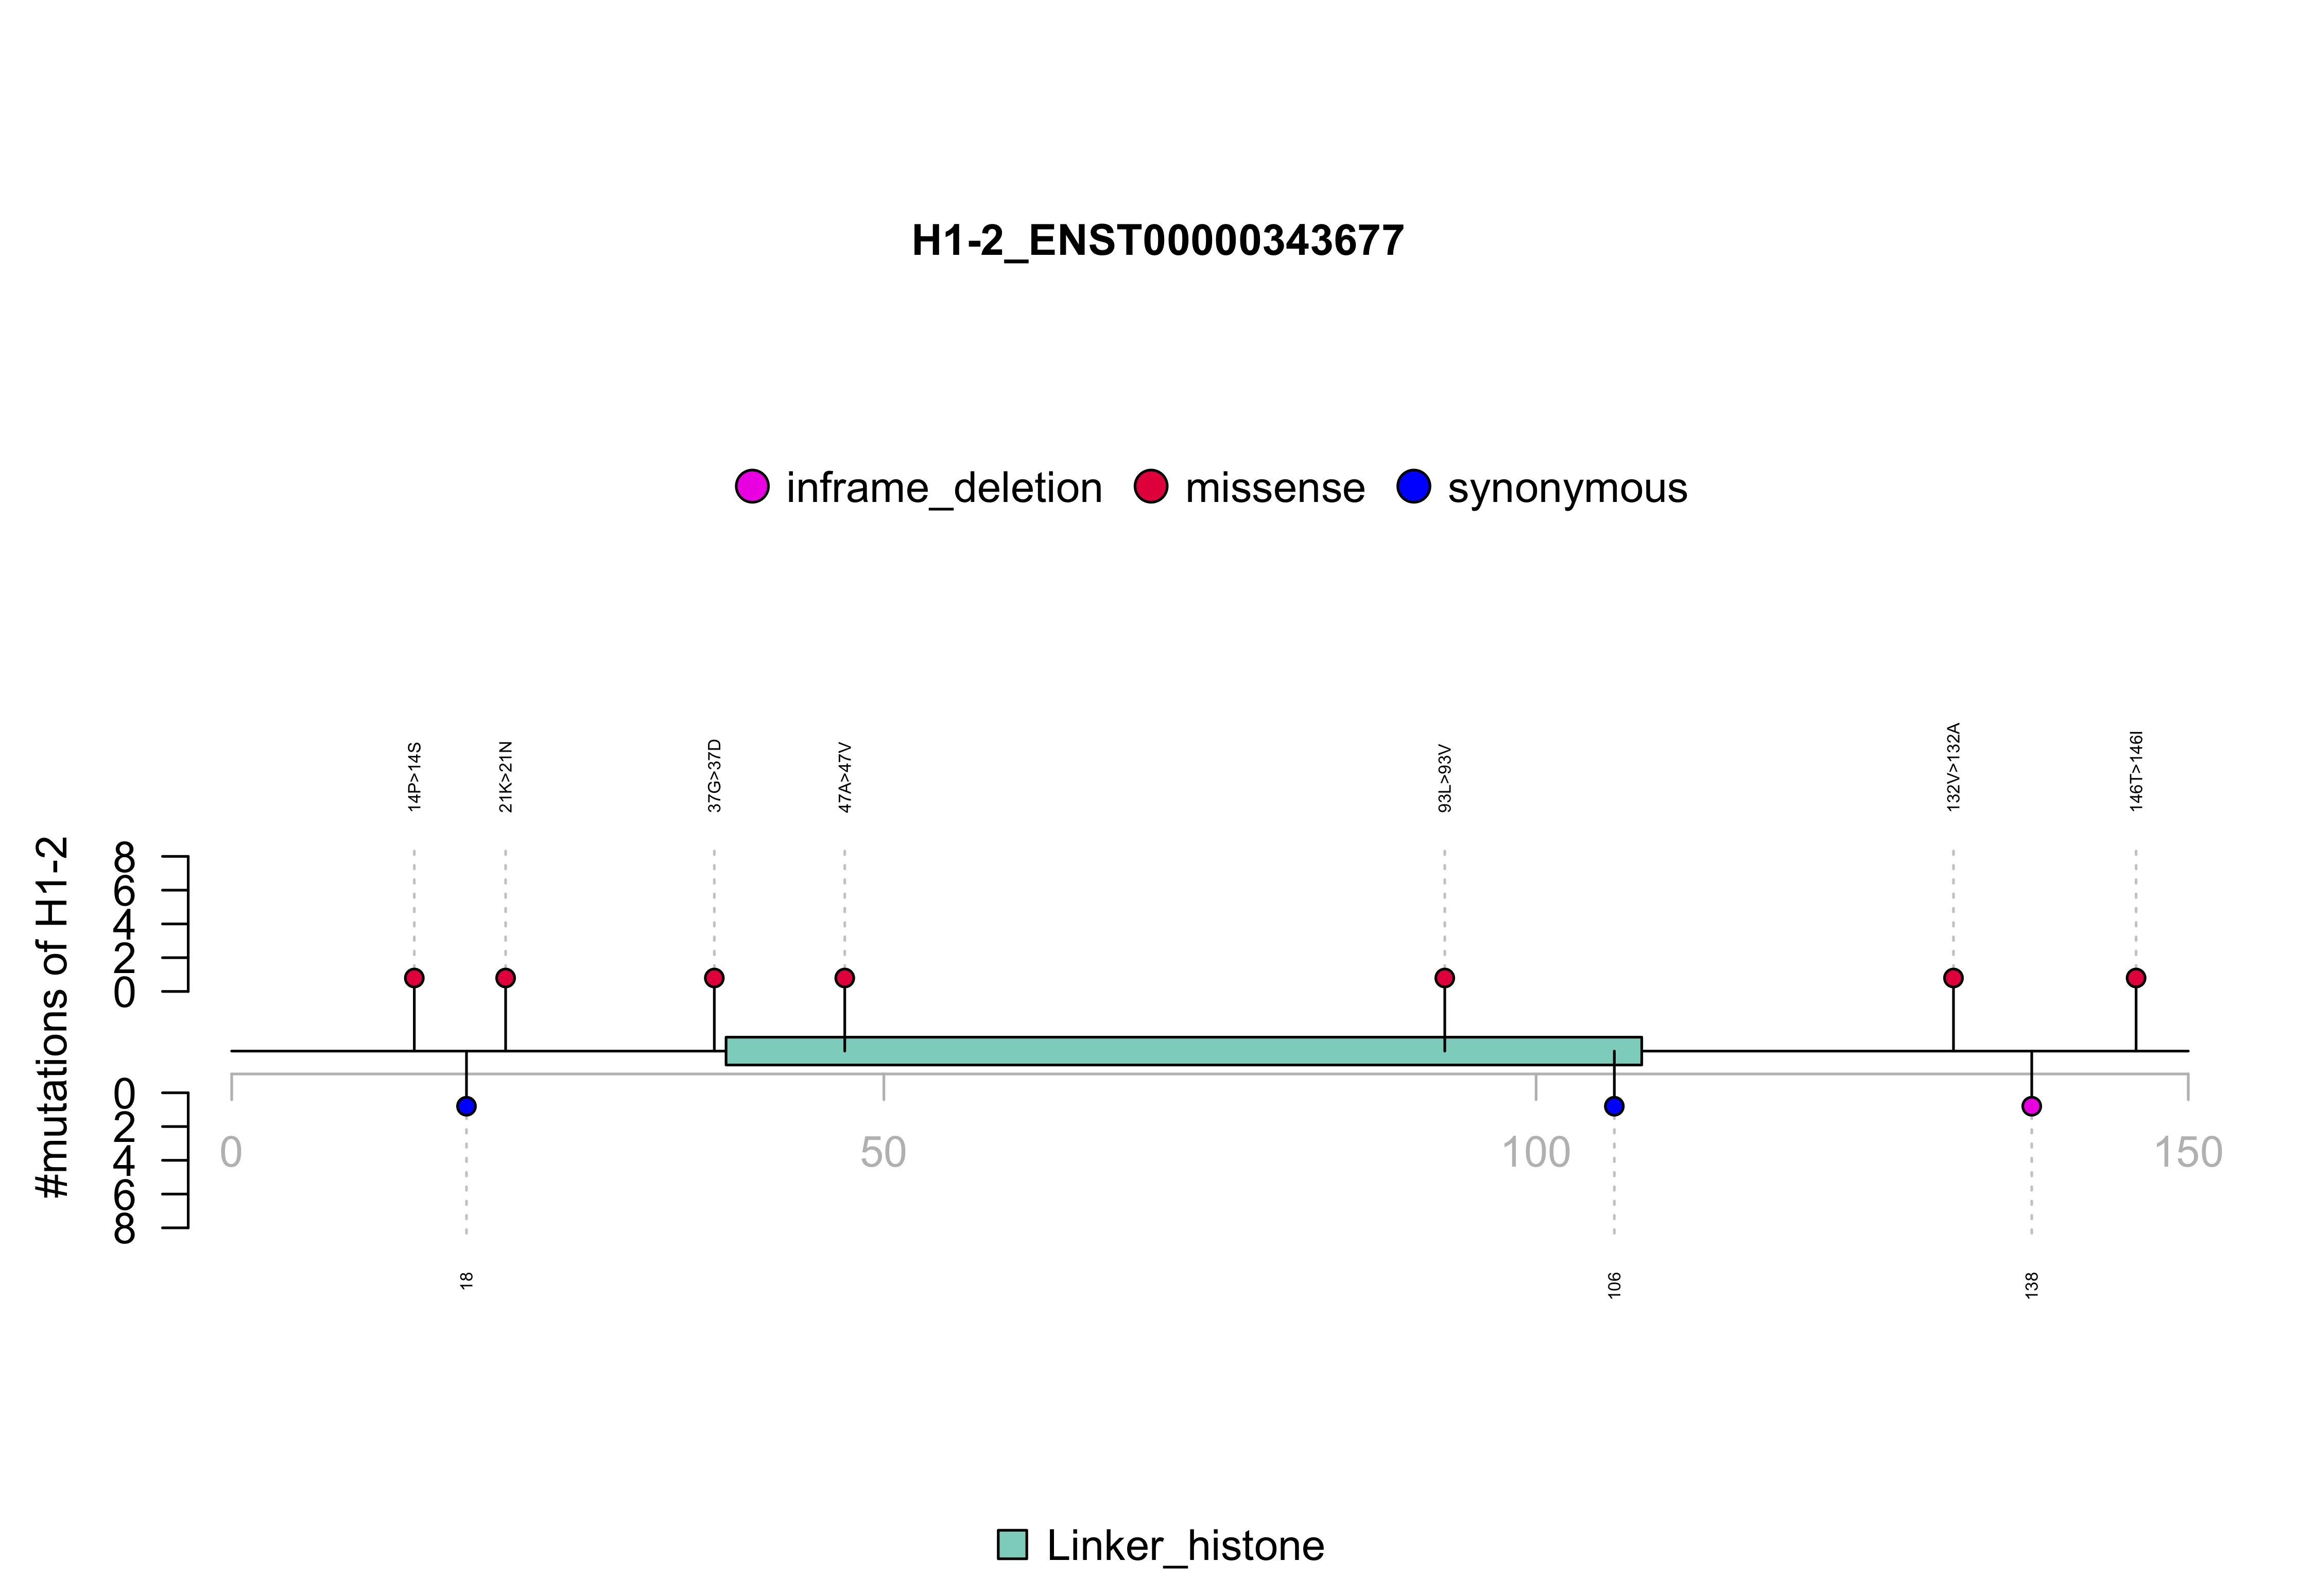 H1-2_ENST00000343677
inframe_deletion missense synonymous
14P>14S
21K>21N
37G>37D
47A>47V
93L>93V
132V>132A
146T>146I
#mutations of H1-2
8
6
4
2
0
0
2
4
6
8
0 50 100 150
18
106
138
Linker_histone